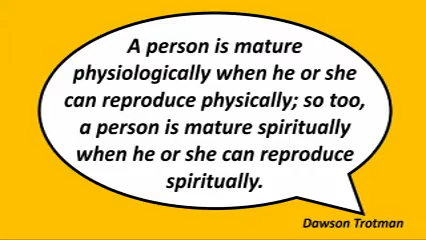 A person is mature
physiologically when he or she
can reproduce physically; so too,
a person is mature spiritually
when he or she can reproduce
spiritually.
Dawson Trotman